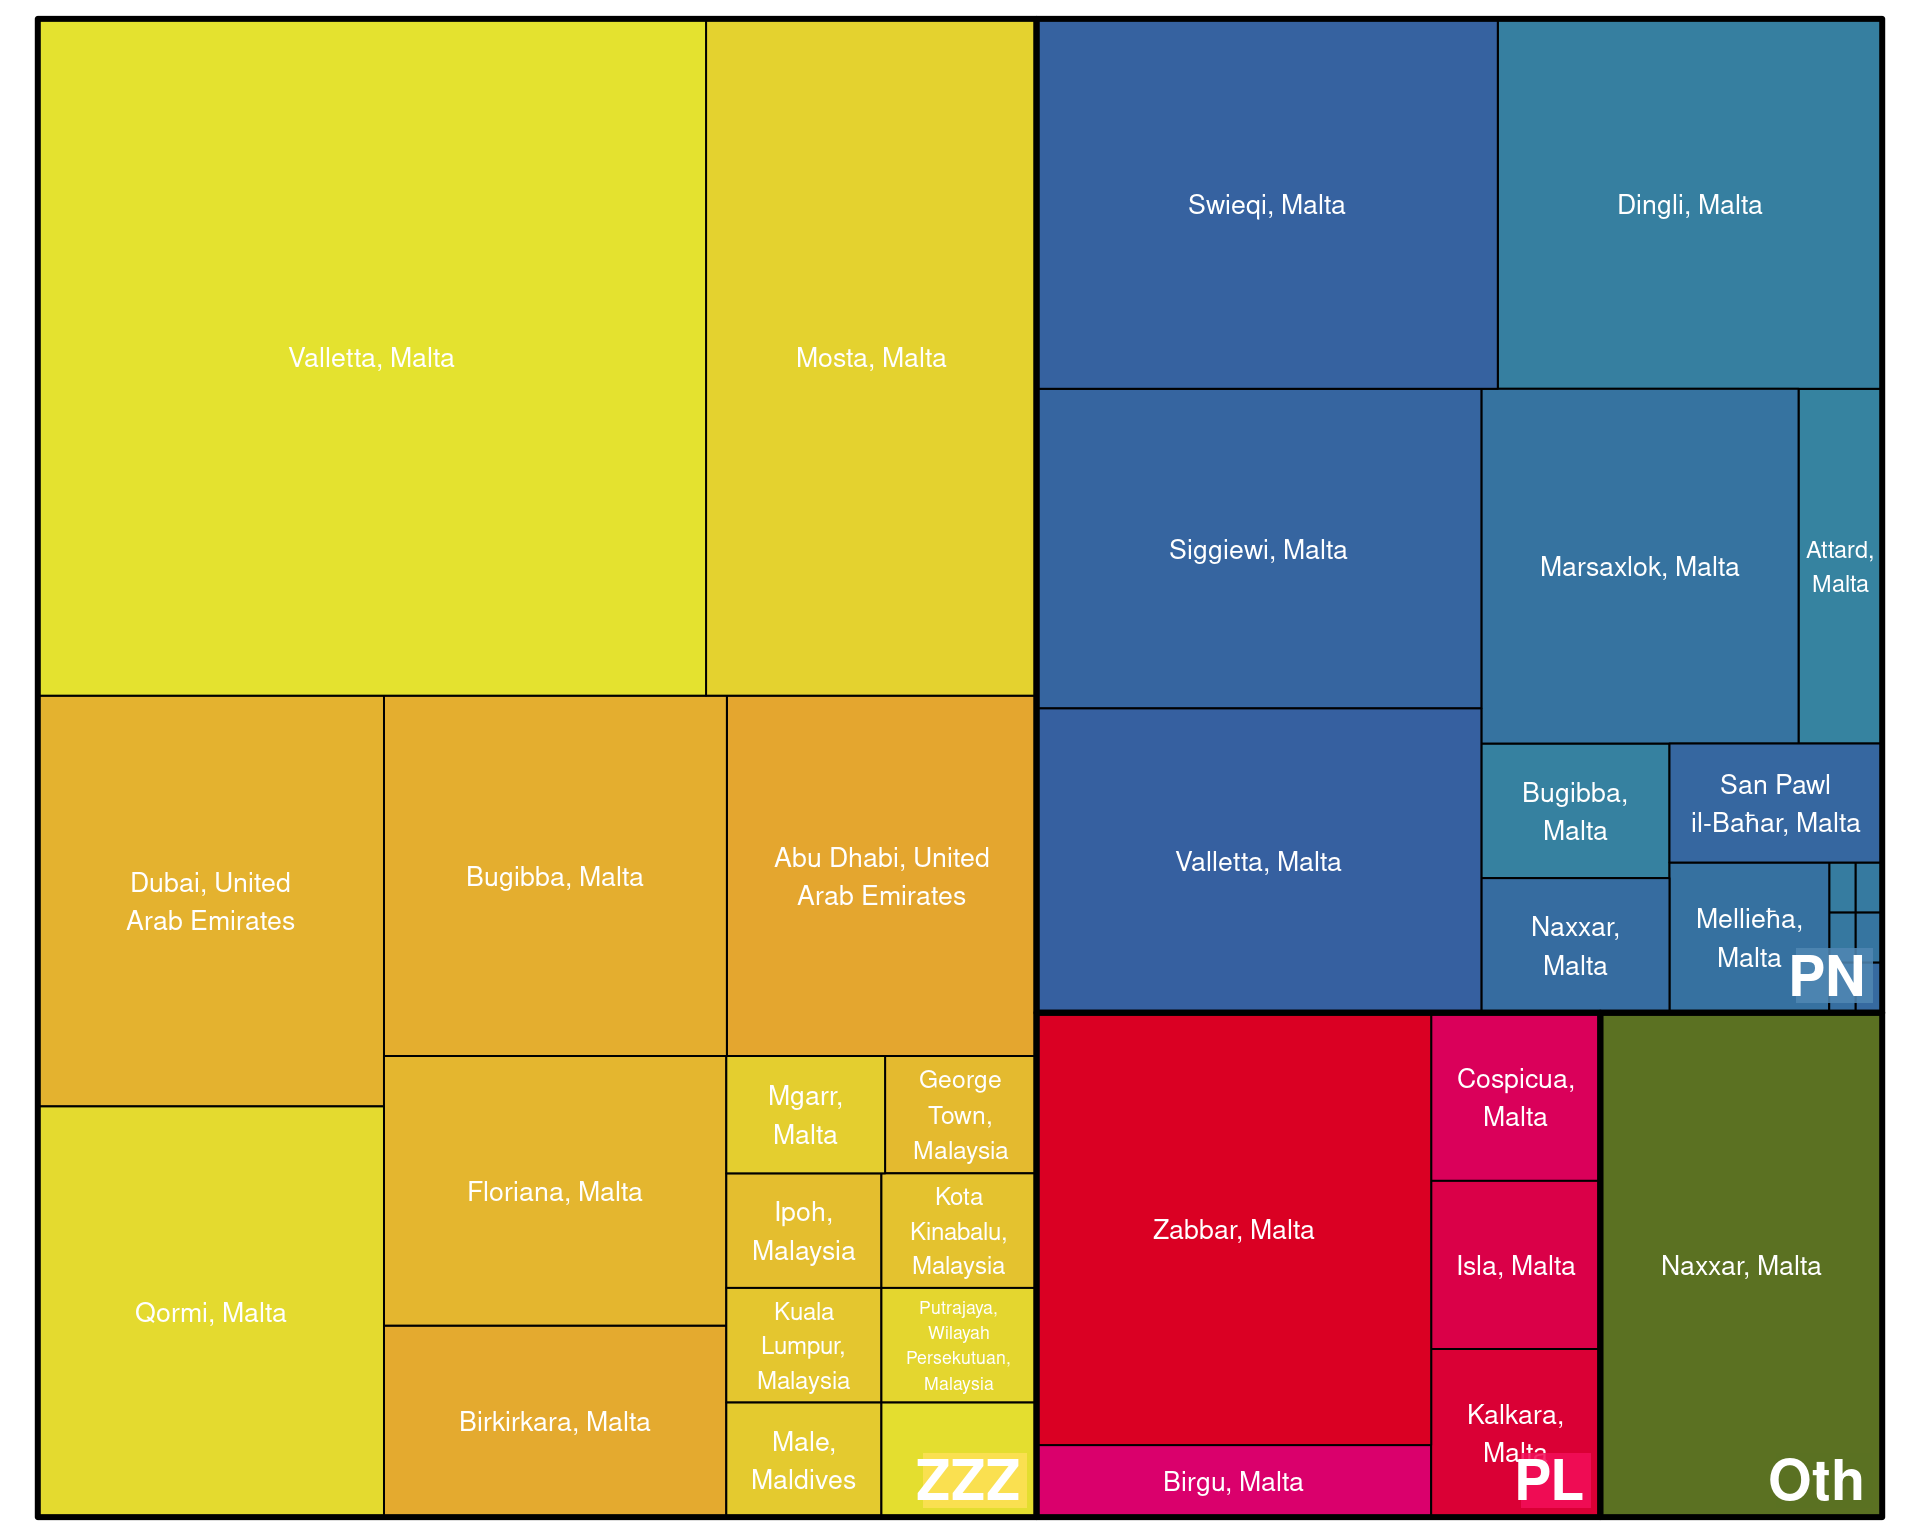 Valletta, Malta
Mosta, Malta
Dubai, United
Arab Emirates
Bugibba, Malta
Abu Dhabi, United
Arab Emirates
Qormi, Malta
Floriana, Malta
Birkirkara, Malta
Mgarr,
Malta
George
Town,
Malaysia
Ipoh,
Malaysia
Kota
Kinabalu,
Malaysia
Kuala
Lumpur,
Malaysia
Putrajaya,
Wilayah
Persekutuan,
Malaysia
Male,
Maldives
ZZZ
Swieqi, Malta
Dingli, Malta
Siggiewi, Malta
Marsaxlok, Malta
Attard,
Malta
Valletta, Malta
Bugibba,
Malta
San Pawl
il-Baħar, Malta
Naxxar,
Malta
Mellieħa,
Malta
PN
Zabbar, Malta
Birgu, Malta
Cospicua,
Malta
Isla, Malta
Kalkara,
Malta
PL
Naxxar, Malta
Oth